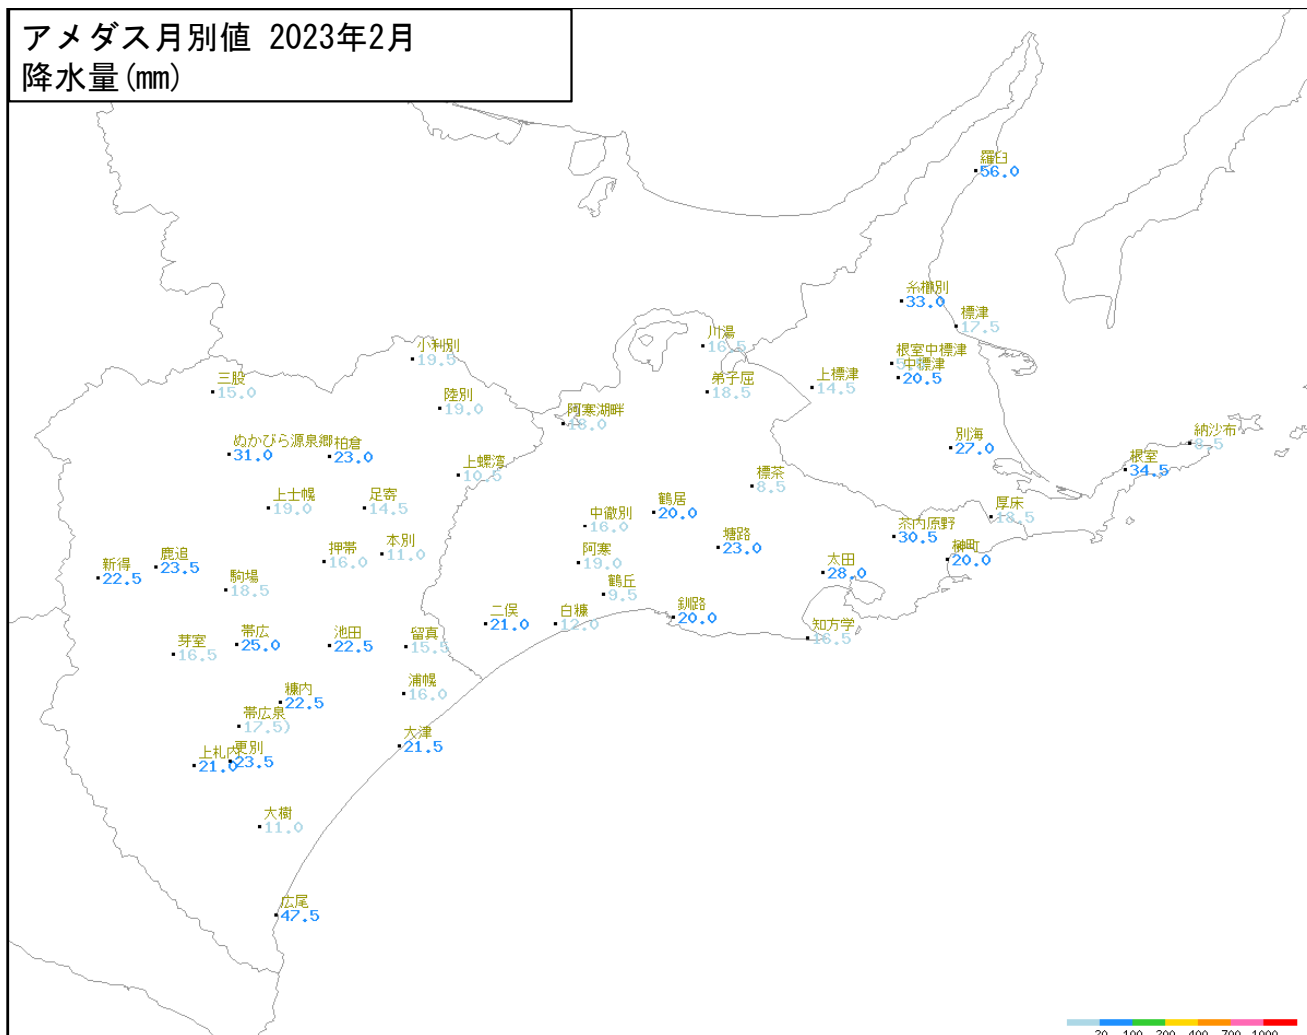 アメダス月別値 2023年2月
降水量(mm)
羅臼
56.0
糸櫛別
33.0
標津
17.5
川湯
16.5
小利別
19.5
根室中標津
中標津
20.5
三股
15.0
弟子屈
18.5
上標津
14.5
陸別
19.0
阿寒湖畔
18.0
ぬかびら源泉郷
31.0
柏倉
23.0
別海
27.0
納沙布
8.5
根室
34.5
上螺湾
10.5
標茶
8.5
上士幌
19.0
足寄
14.5
鶴居
20.0
厚床
18.5
中徹別
16.0
茶内原野
30.5
塘路
23.0
本別
11.0
押帯
16.0
阿寒
19.0
榊町
20.0
鹿追
23.5
新得
22.5
太田
28.0
駒場
18.5
鶴丘
9.5
二俣
21.0
白糠
12.0
釧路
20.0
知方学
16.5
帯広
25.0
池田
22.5
留真
15.5
芽室
16.5
浦幌
16.0
糠内
22.5
帯広泉
17.5)
大津
21.5
更別
23.5
上札内
21.0
大樹
11.0
広尾
47.5
20 100 200 400 700 1000